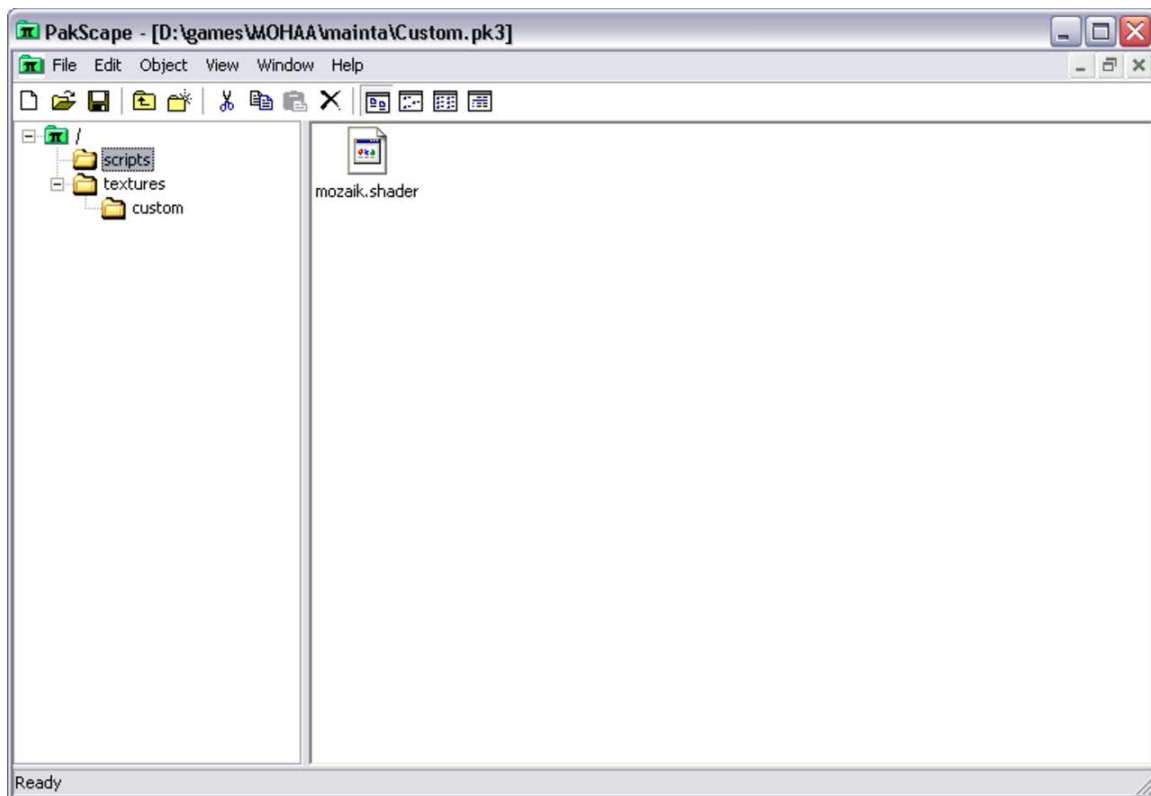 PakScape - [D:\games\MOHAA\mainta\Custom.pk3]
File Edit Object View Window Help
/
scripts
textures
custom
mozaik.shader
Ready